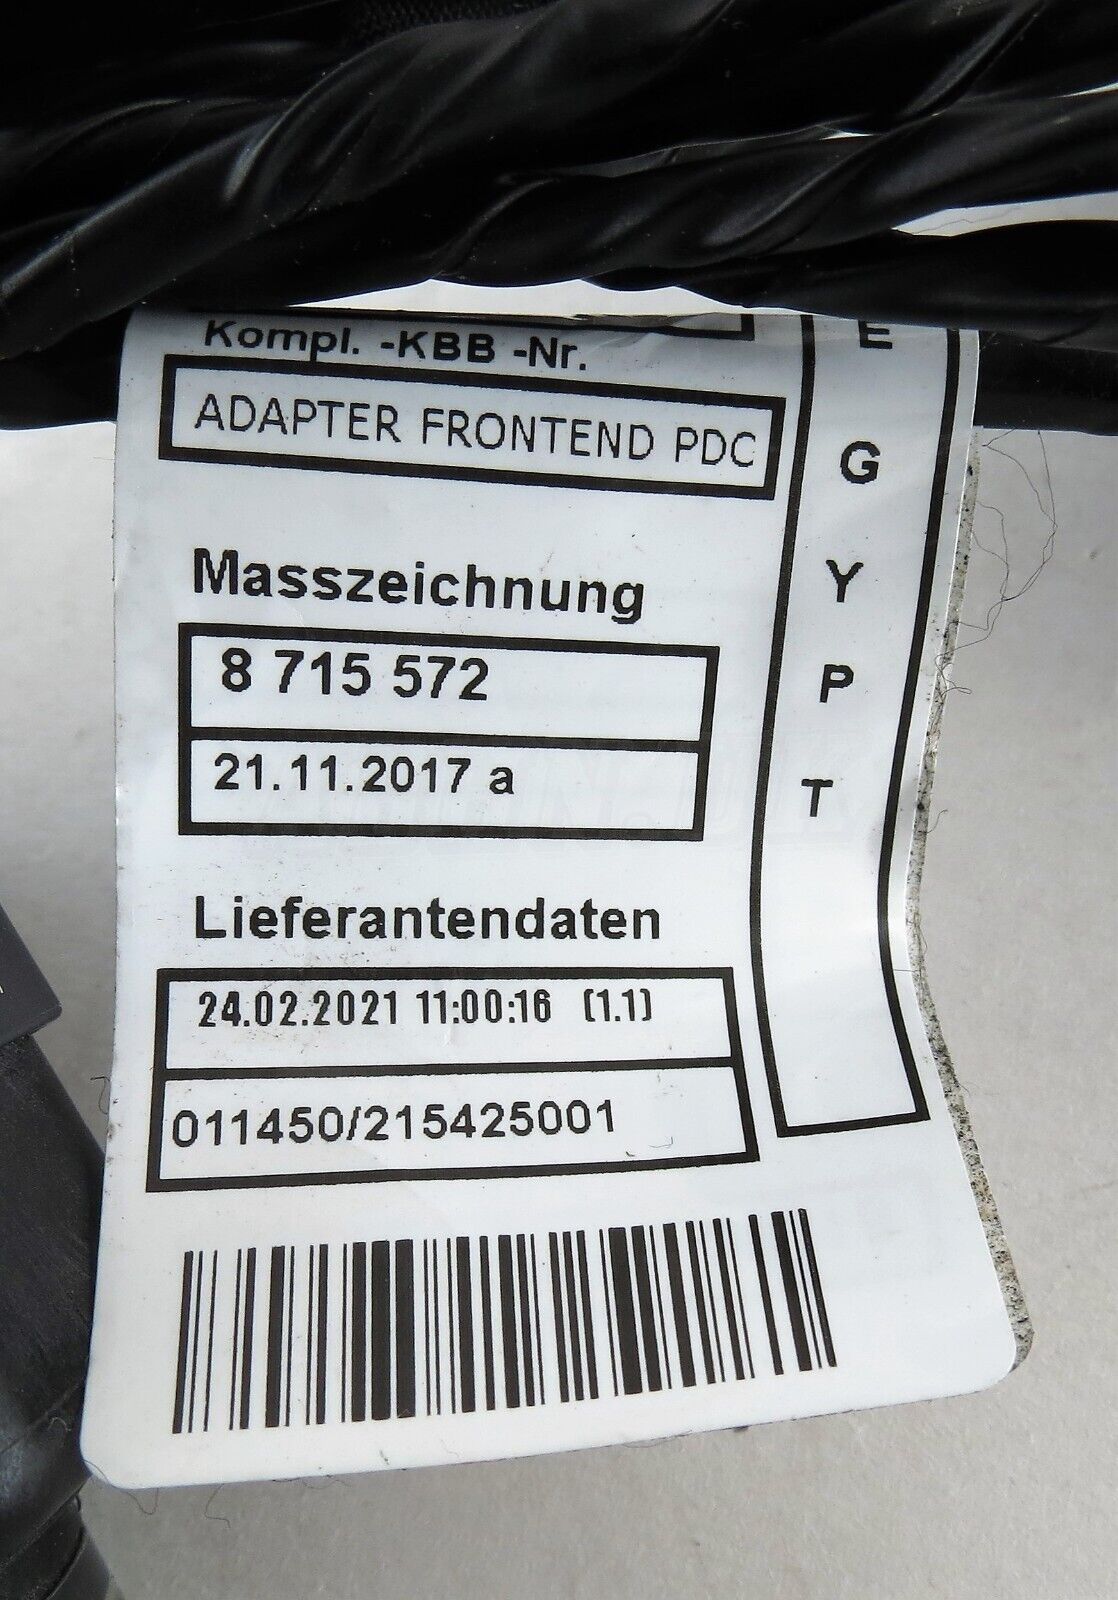 Kompl. -KBB -Nr.
ADAPTER FRONTEND PDC
Masszeichnung
8 715 572
21.11.2017 a
Lieferantendaten
24.02.2021 11:00:16 (1.1)
011450/215425001
E
G
Y
P
T